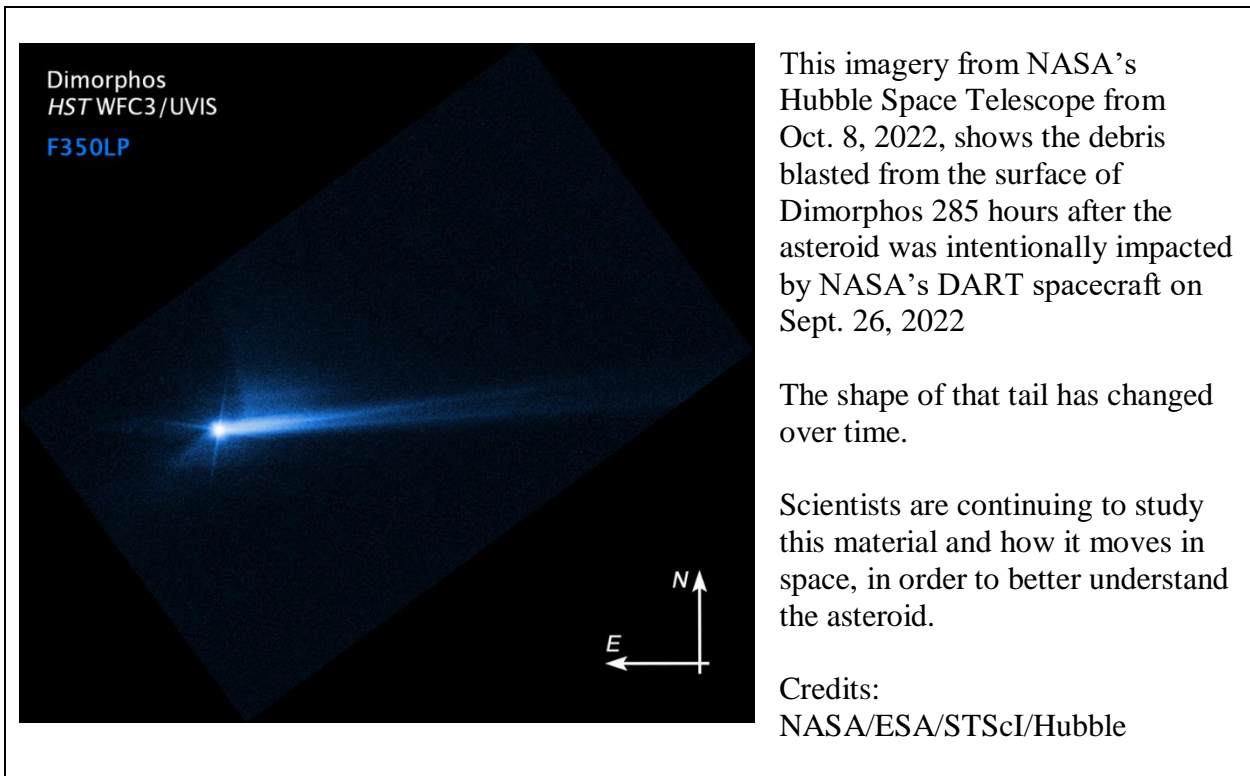 Dimorphos
HST WFC3/UVIS
F350LP
N
E
This imagery from NASA’s
Hubble Space Telescope from
Oct. 8, 2022, shows the debris
blasted from the surface of
Dimorphos 285 hours after the
asteroid was intentionally impacted
by NASA’s DART spacecraft on
Sept. 26, 2022
The shape of that tail has changed
over time.
Scientists are continuing to study
this material and how it moves in
space, in order to better understand
the asteroid.
Credits:
NASA/ESA/STScI/Hubble